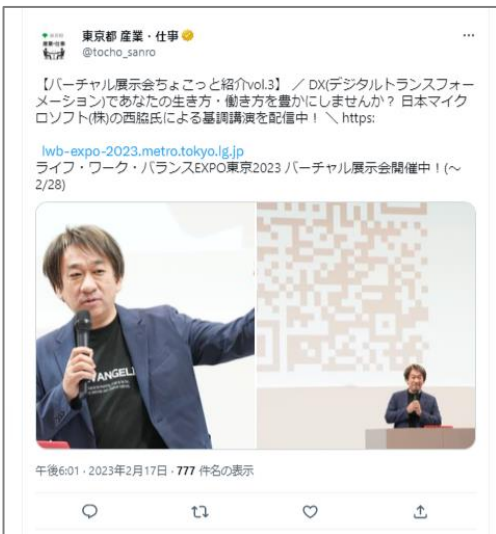 東京都 産業・仕事
@tocho_sanro
【バーチャル展示会ちょこっと紹介vol.3】 ／ DX(デジタルトランスフォー
メーション)であなたの生き方・働き方を豊かにしませんか？ 日本マイク
ロソフト(株)の西脇氏による基調講演を配信中！ ＼ https:
lwb-expo-2023.metro.tokyo.lg.jp
ライフ・ワーク・バランスEXPO東京2023 バーチャル展示会開催中！(～
2/28)
午後6:01 · 2023年2月17日 · 777 件名の表示